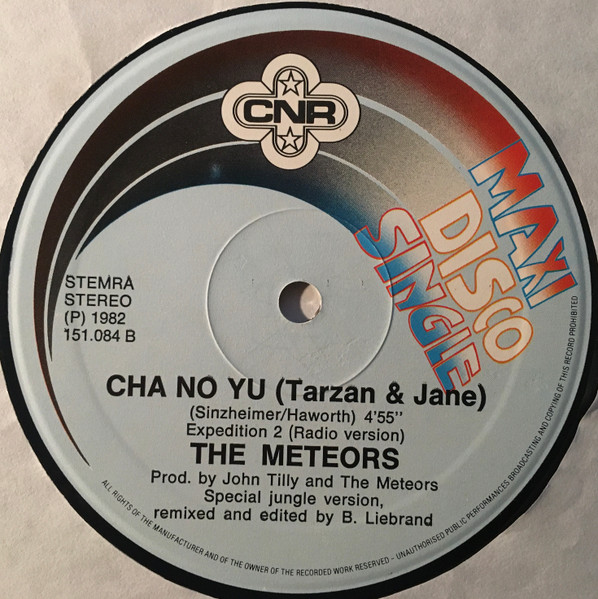 CNR
MAXI
DISCO
SINGLE
STEMRA
STEREO
(P) 1982
151.084 B
CHA NO YU (Tarzan & Jane)
(Sinzheimer/Haworth) 4'55''
Expedition 2 (Radio version)
THE METEORS
Prod. by John Tilly and The Meteors
Special jungle version,
remixed and edited by B. Liebrand
ALL RIGHTS OF THE MANUFACTURER AND OF THE OWNER OF THE RECORDED WORK RESERVED - UNAUTHORISED PUBLIC PERFORMANCES BROADCASTING AND COPYING OF THIS RECORD PROHIBITED